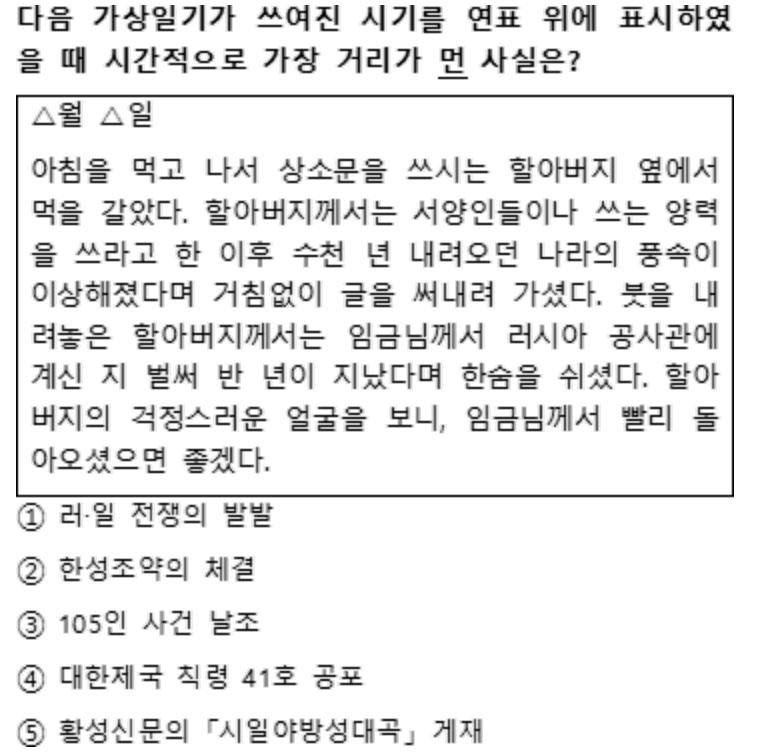 다음 가상일기가 쓰여진 시기를 연표 위에 표시하였
을 때 시간적으로 가장 거리가 먼 사실은?
△월 △일
아침을 먹고 나서 상소문을 쓰시는 할아버지 옆에서
먹을 갈았다. 할아버지께서는 서양인들이나 쓰는 양력
을 쓰라고 한 이후 수천 년 내려오던 나라의 풍속이
이상해졌다며 거침없이 글을 써내려 가셨다. 붓을 내
려놓은 할아버지께서는 임금님께서 러시아 공사관에
계신 지 벌써 반 년이 지났다며 한숨을 쉬셨다. 할아
버지의 걱정스러운 얼굴을 보니, 임금님께서 빨리 돌
아오셨으면 좋겠다.
① 러·일 전쟁의 발발
② 한성조약의 체결
③ 105인 사건 날조
④ 대한제국 칙령 41호 공포
⑤ 황성신문의「시일야방성대곡」게재